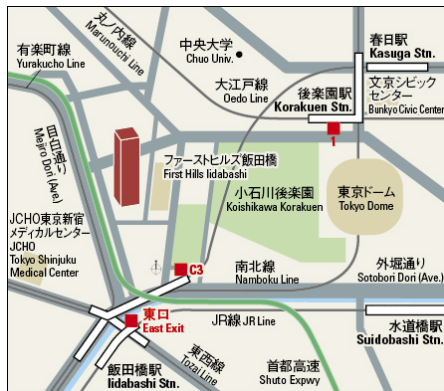 丸ノ内線
Marunouchi Line
有楽町線
Yurakucho Line
中央大学
Chuo Univ.
春日駅
Kasuga Stn.
大江戸線
Oedo Line
後楽園駅
Korakuen Stn.
文京シビック
センター
Bunkyo Civic Center
1
目白通り
Mejiro Dori (Ave.)
ファーストヒルズ飯田橋
First Hills Iidabashi
小石川後楽園
Koishikawa Korakuen
東京ドーム
Tokyo Dome
JCHO東京新宿
メディカルセンター
JCHO
Tokyo Shinjuku
Medical Center
C3
南北線
Namboku Line
外堀通り
Sotobori Dori (Ave.)
東口
East Exit
JR線 JR Line
水道橋駅
Suidobashi Stn.
飯田橋駅
Iidabashi Stn.
東西線
Tozai Line
首都高速
Shuto Expwy